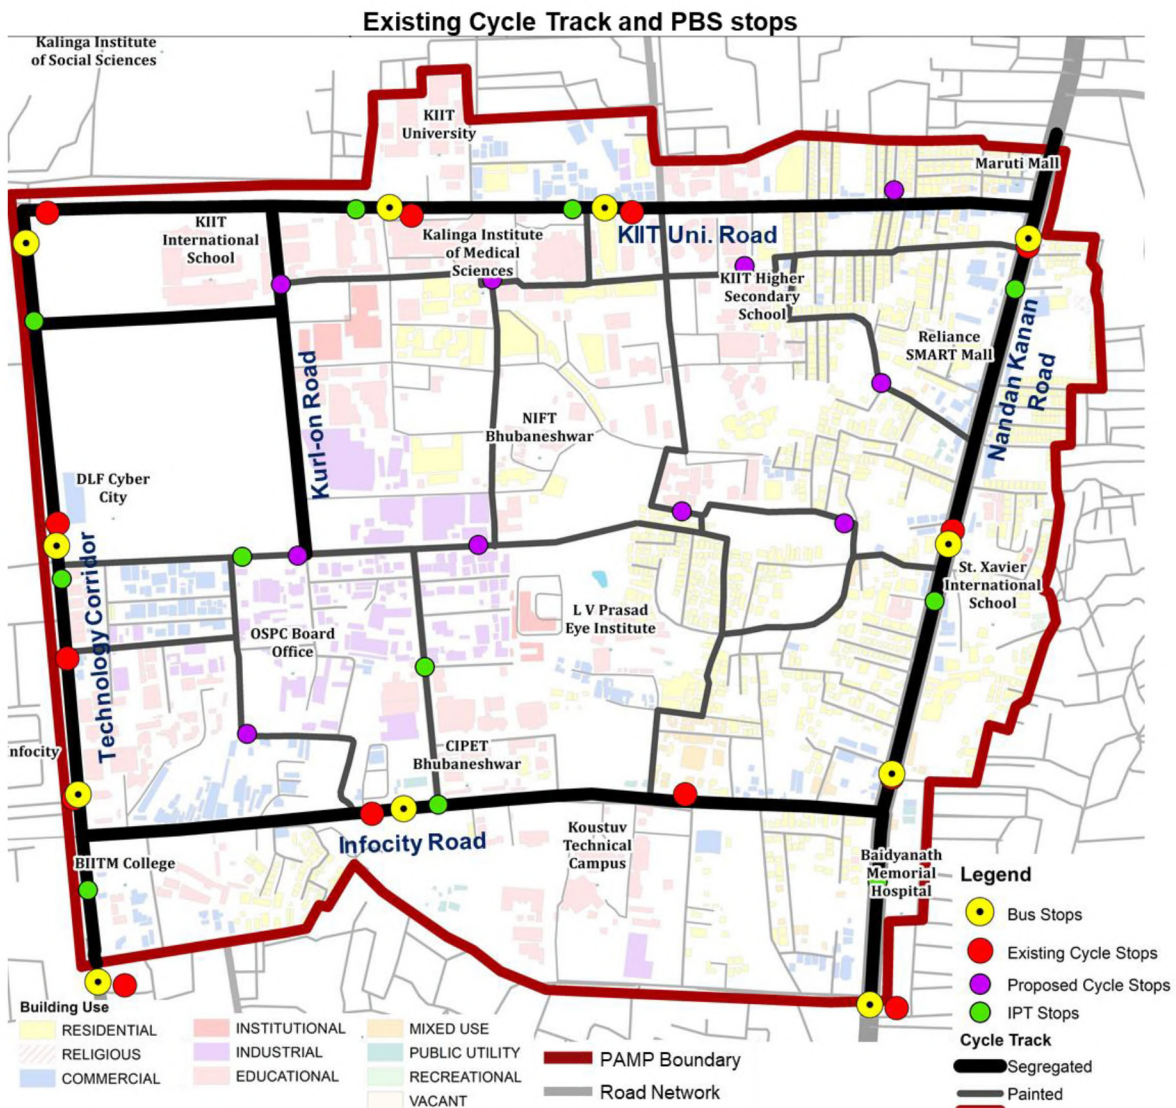 Existing Cycle Track and PBS stops
Kalinga Institute
of Social Sciences
KIIT
University
Maruti Mall
KIIT
International
School
Kalinga Institute
of Medical
Sciences
KIIT Uni. Road
KIIT Higher
Secondary
School
Reliance
SMART Mall
Nandan Kanan
Road
Kurl-on Road
NIFT
Bhubaneshwar
DLF Cyber
City
Technology Corridor
St. Xavier
International
School
L V Prasad
Eye Institute
OSPC Board
Office
nfocity
CIPET
Bhubaneshwar
Infocity Road
Koustuv
Technical
Campus
BIITM College
Baidyanath
Memorial
Hospital
Legend
Bus Stops
Existing Cycle Stops
Proposed Cycle Stops
IPT Stops
Cycle Track
Segregated
Painted
Building Use
RESIDENTIAL
RELIGIOUS
COMMERCIAL
INSTITUTIONAL
INDUSTRIAL
EDUCATIONAL
MIXED USE
PUBLIC UTILITY
RECREATIONAL
VACANT
PAMP Boundary
Road Network